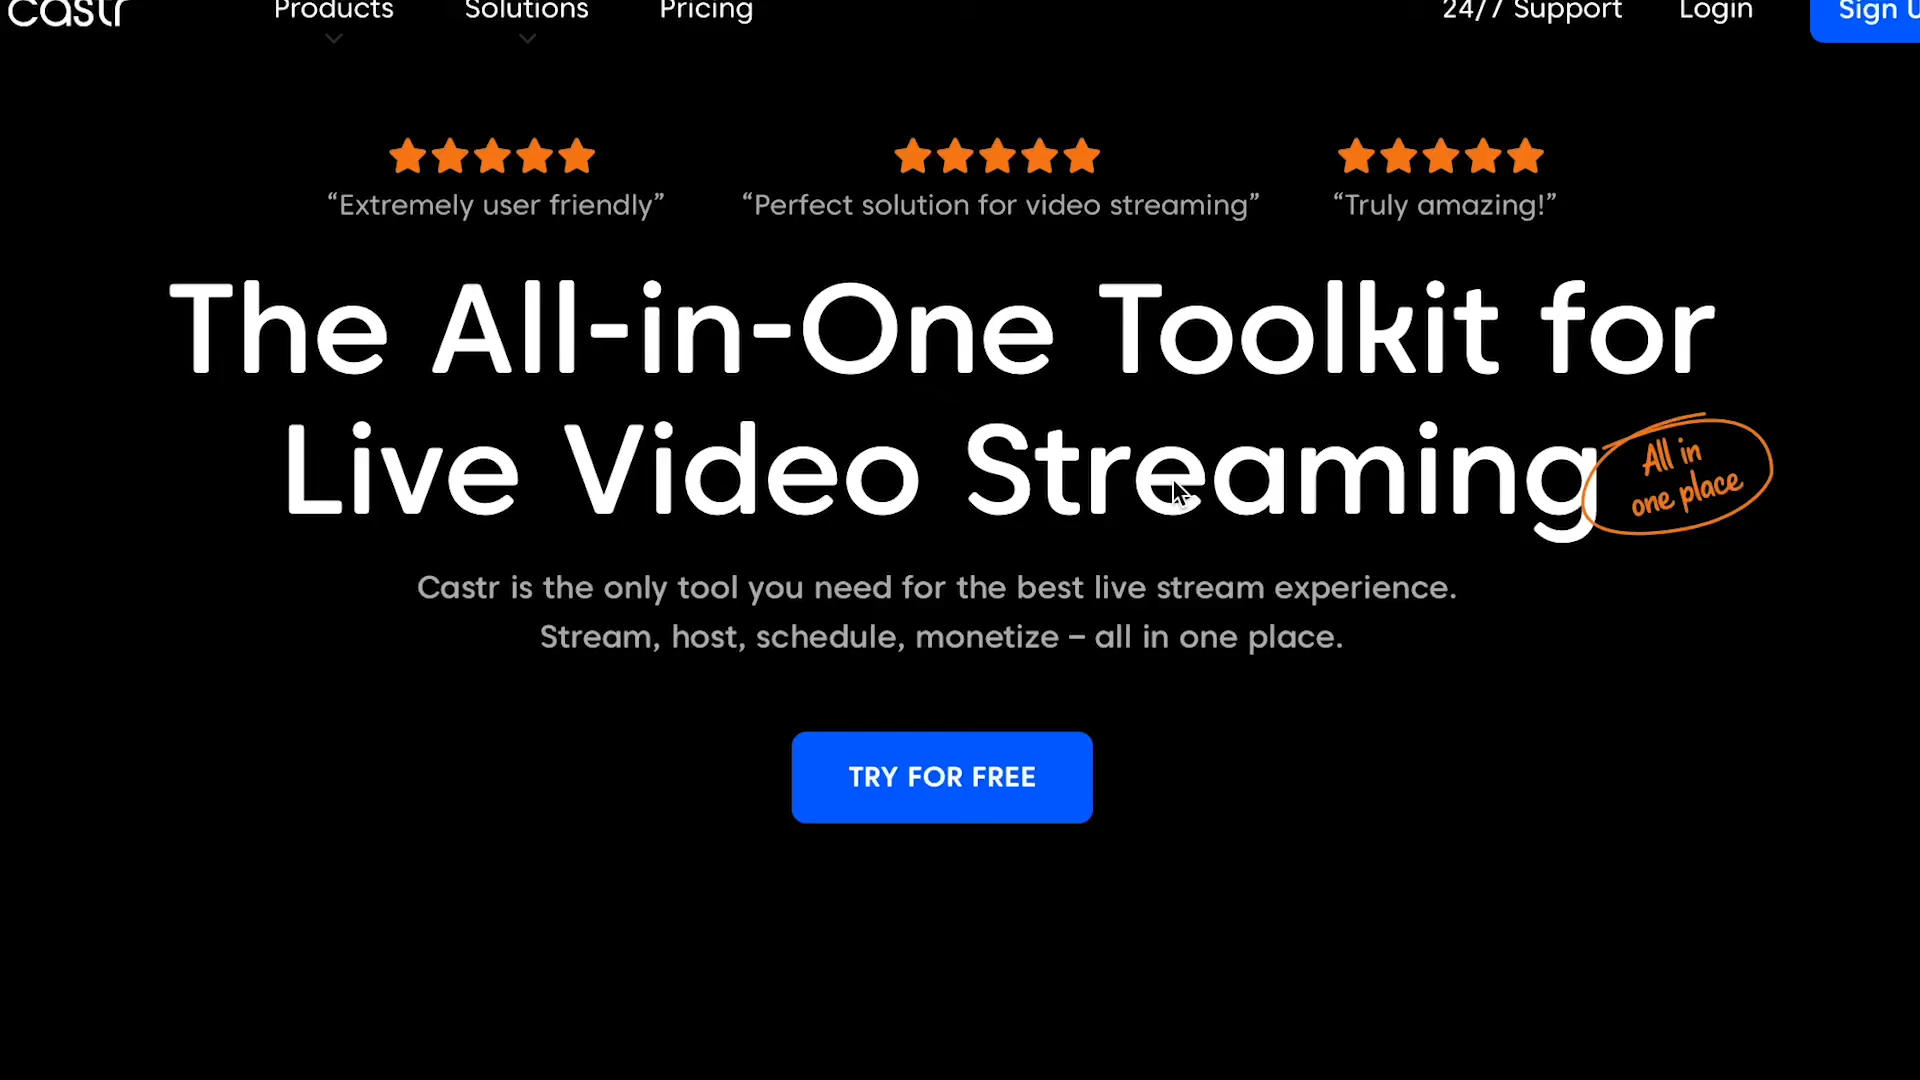 castr
Products
Solutions
Pricing
24/7 Support
Login
Sign U
“Extremely user friendly”
“Perfect solution for video streaming”
“Truly amazing!”
The All-in-One Toolkit for
Live Video Streaming
All in
one place
Castr is the only tool you need for the best live stream experience.
Stream, host, schedule, monetize – all in one place.
TRY FOR FREE